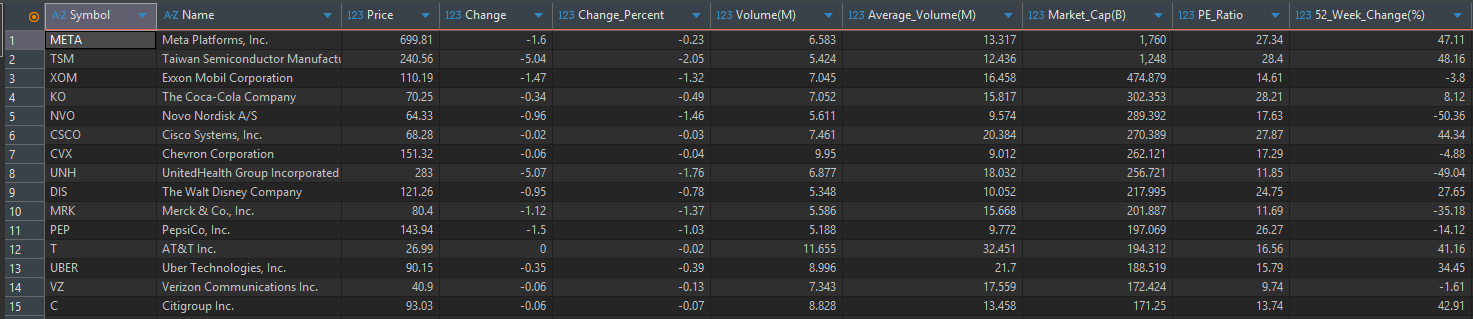 A-Z Symbol A-Z Name 123 Price 123 Change 123 Change_Percent 123 Volume(M) 123 Average_Volume(M) 123 Market_Cap(B) 123 PE_Ratio 123 52_Week_Change(%)
1 META Meta Platforms, Inc. 699.81 -1.6 -0.23 6.583 13.317 1,760 27.34 47.11
2 TSM Taiwan Semiconductor Manufactu 240.56 -5.04 -2.05 5.424 12.436 1,248 28.4 48.16
3 XOM Exxon Mobil Corporation 110.19 -1.47 -1.32 7.045 16.458 474.879 14.61 -3.8
4 KO The Coca-Cola Company 70.25 -0.34 -0.49 7.052 15.817 302.353 28.21 8.12
5 NVO Novo Nordisk A/S 64.33 -0.96 -1.46 5.611 9.574 289.392 17.63 -50.36
6 CSCO Cisco Systems, Inc. 68.28 -0.02 -0.03 7.461 20.384 270.389 27.87 44.34
7 CVX Chevron Corporation 151.32 -0.06 -0.04 9.95 9.012 262.121 17.29 -4.88
8 UNH UnitedHealth Group Incorporated 283 -5.07 -1.76 6.877 18.032 256.721 11.85 -49.04
9 DIS The Walt Disney Company 121.26 -0.95 -0.78 5.348 10.052 217.995 24.75 27.65
10 MRK Merck & Co., Inc. 80.4 -1.12 -1.37 5.586 15.668 201.887 11.69 -35.18
11 PEP PepsiCo, Inc. 143.94 -1.5 -1.03 5.188 9.772 197.069 26.27 -14.12
12 T AT&T Inc. 26.99 0 -0.02 11.655 32.451 194.312 16.56 41.16
13 UBER Uber Technologies, Inc. 90.15 -0.35 -0.39 8.996 21.7 188.519 15.79 34.45
14 VZ Verizon Communications Inc. 40.9 -0.06 -0.13 7.343 17.559 172.424 9.74 -1.61
15 C Citigroup Inc. 93.03 -0.06 -0.07 8.828 13.458 171.25 13.74 42.91